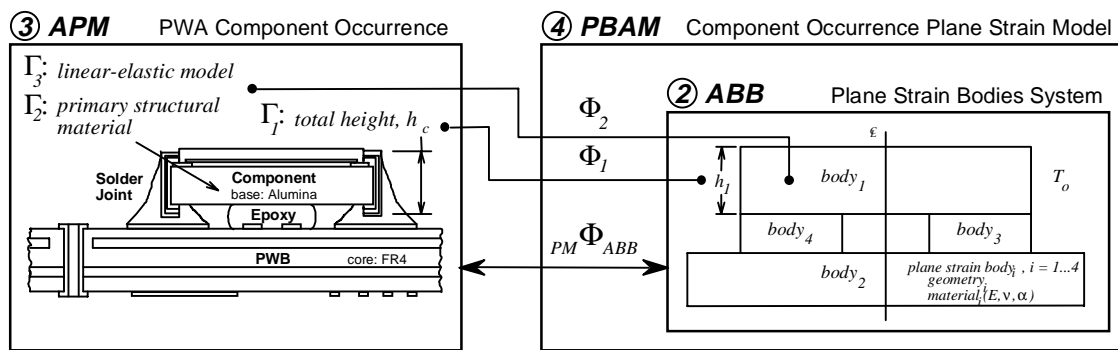 ③ APM PWA Component Occurrence
Γ3: linear-elastic model
Γ2: primary structural
material
Γ1: total height, hc
Solder
Joint
Component
base: Alumina
Epoxy
PWB core: FR4
Φ2
Φ1
PMΦABB
④ PBAM Component Occurrence Plane Strain Model
② ABB Plane Strain Bodies System
℄
h1
body1
To
body4
body3
body2
plane strain bodyi , i = 1...4
geometryi
materiali(E, ν, α)